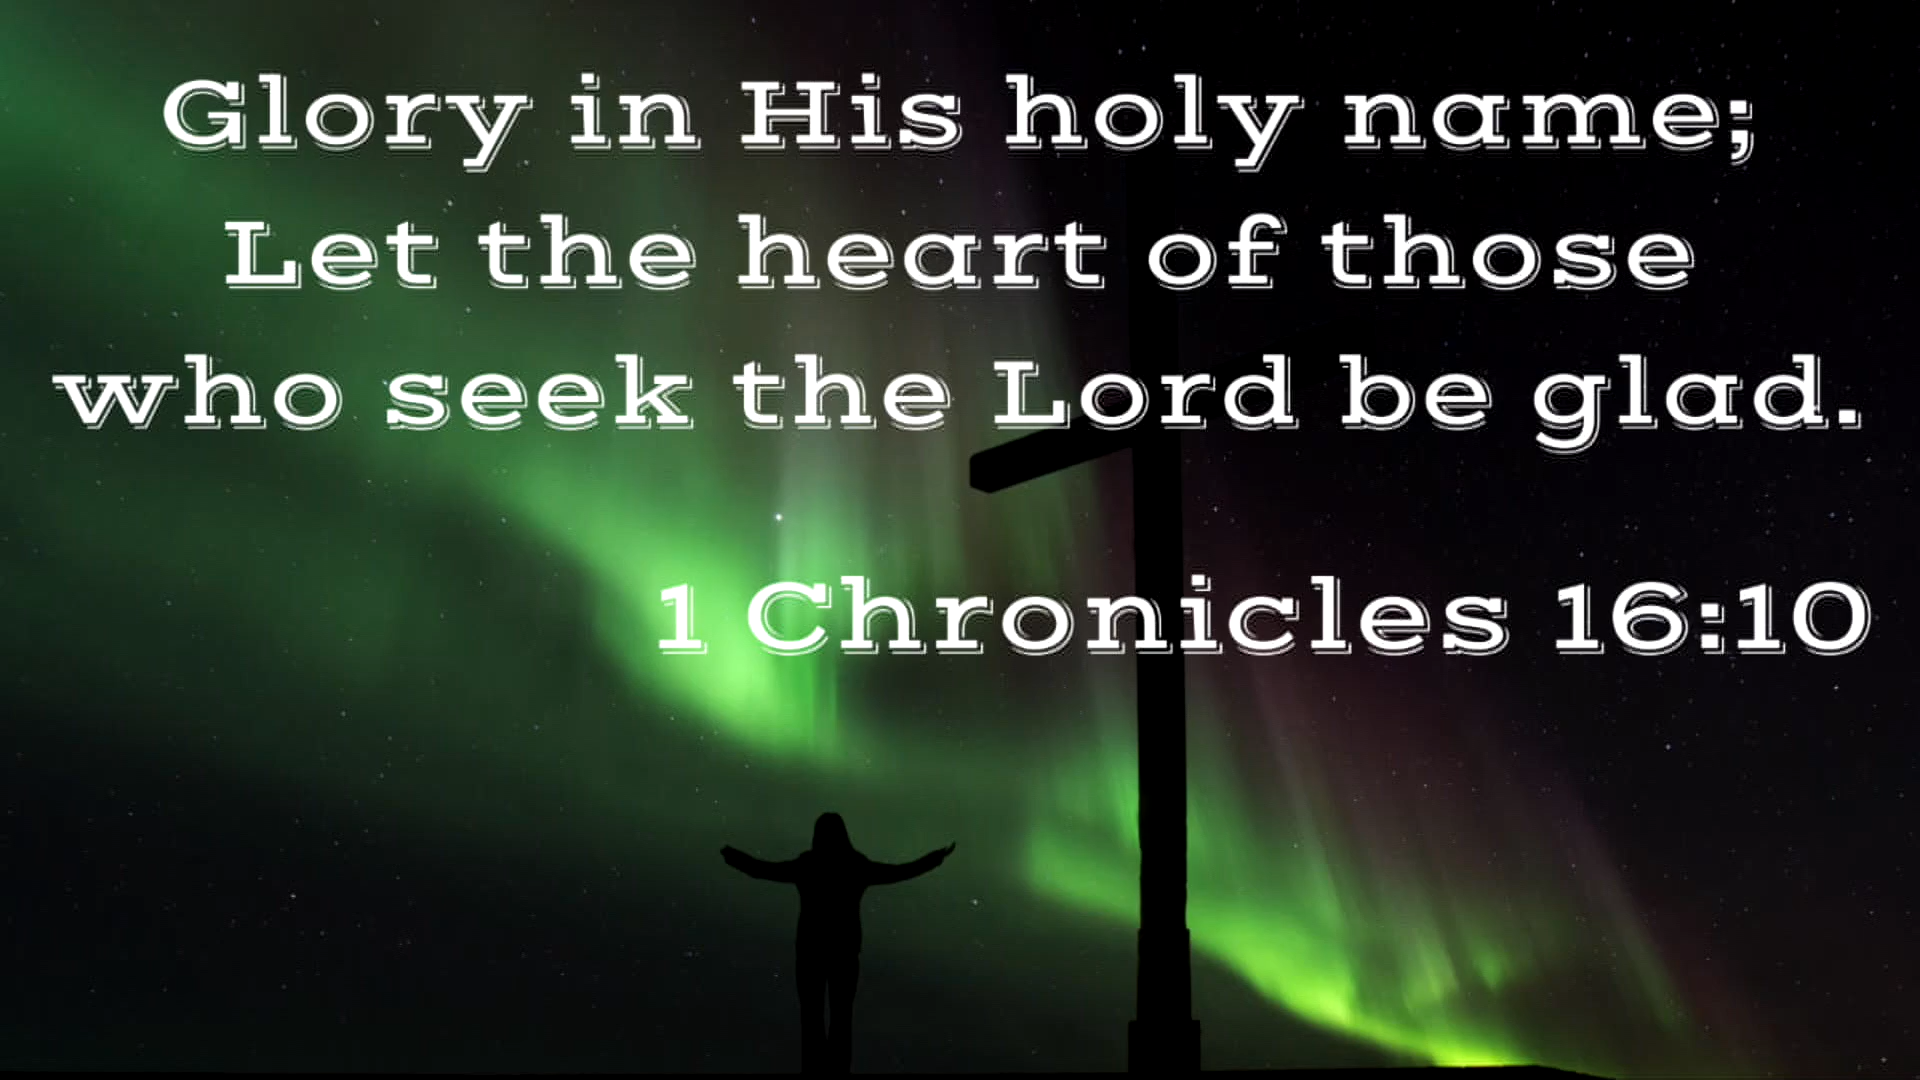 Glory in His holy name;
Let the heart of those
who seek the Lord be glad.
1 Chronicles 16:10